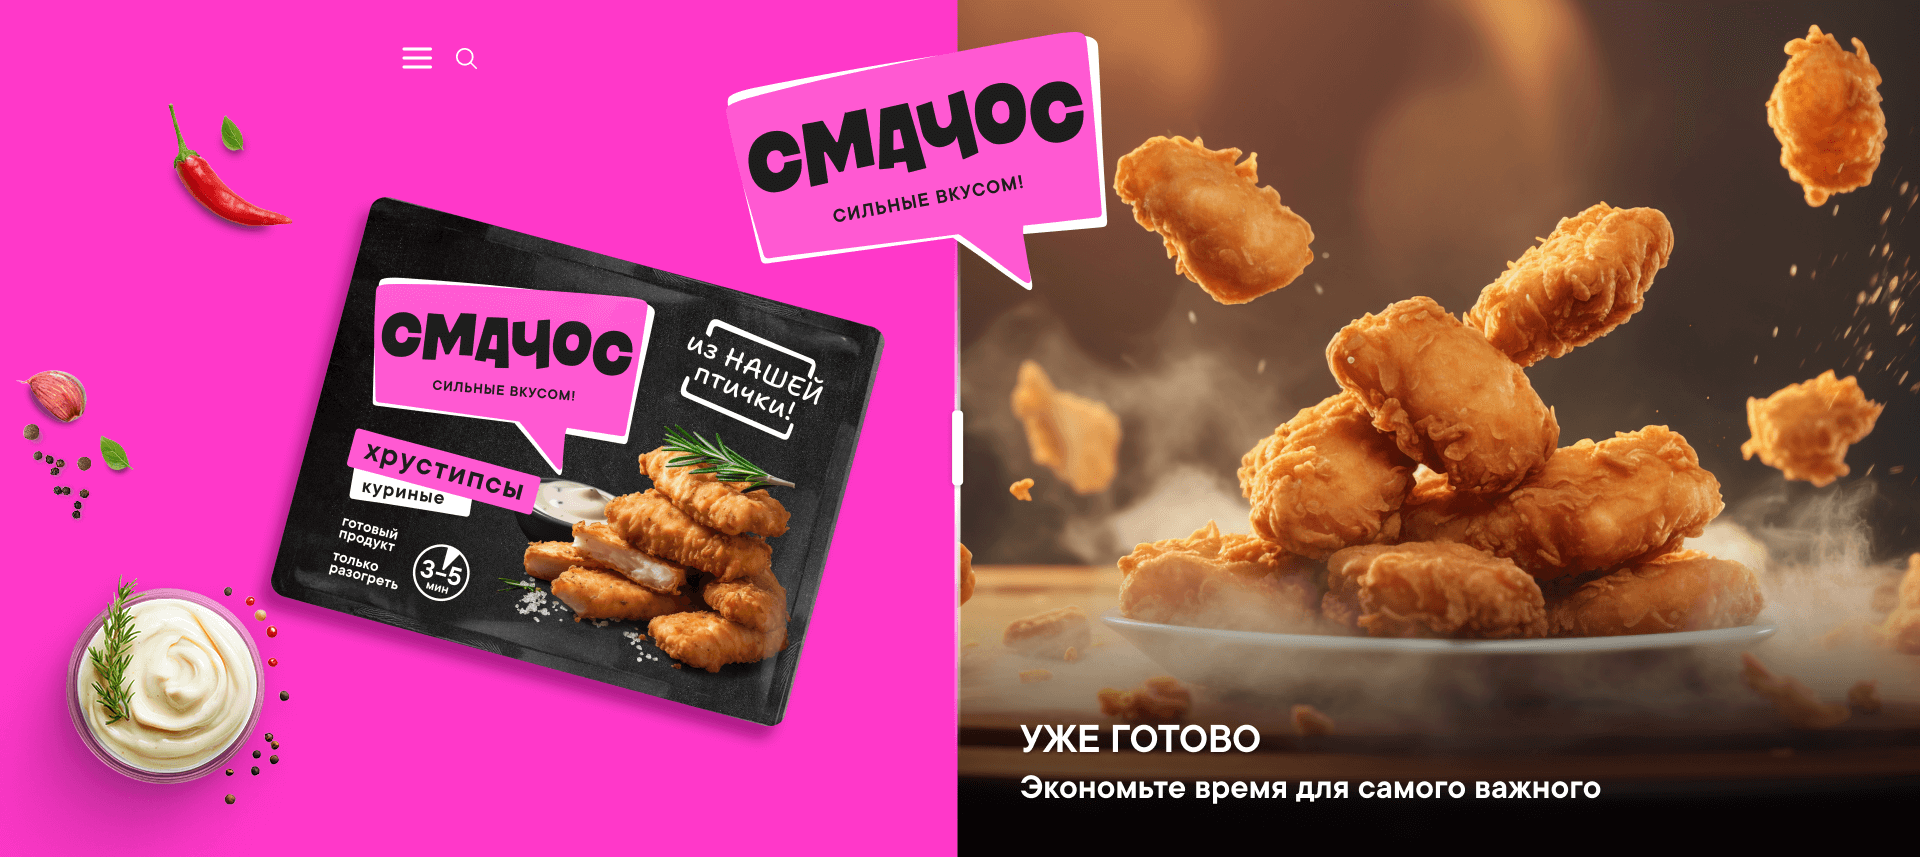 СМАЧОС
СИЛЬНЫЕ ВКУСОМ!
СМАЧОС
СИЛЬНЫЕ ВКУСОМ!
из НАШЕЙ
птички!
хрустипсы
куриные
готовый
продукт
только
разогреть
3–5
мин
УЖЕ ГОТОВО
Экономьте время для самого важного